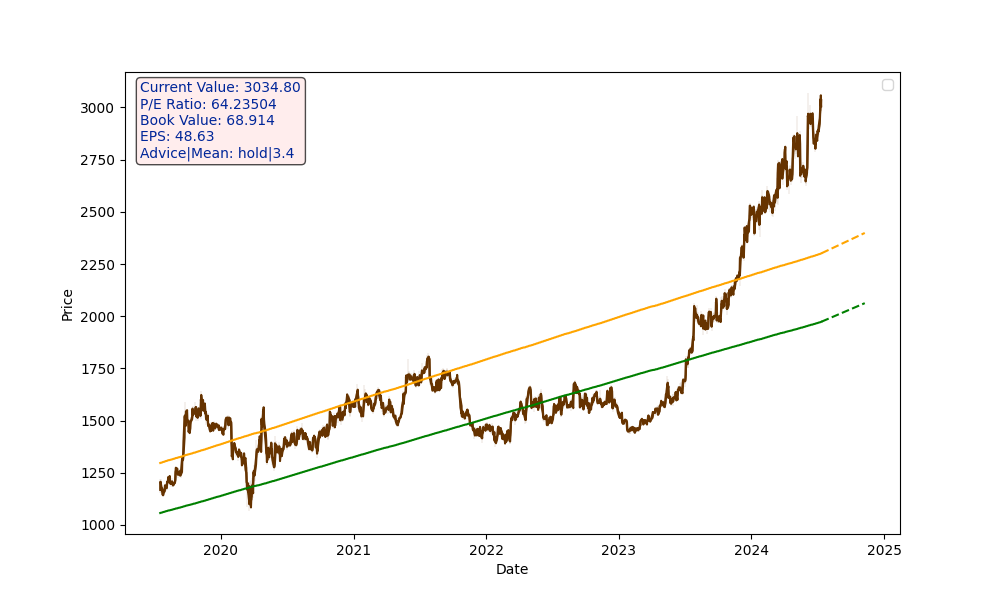 Current Value: 3034.80
P/E Ratio: 64.23504
Book Value: 68.914
EPS: 48.63
Advice|Mean: hold|3.4
3000
2750
2500
2250
2000
1750
1500
1250
1000
Price
2020 2021 2022 2023 2024 2025
Date